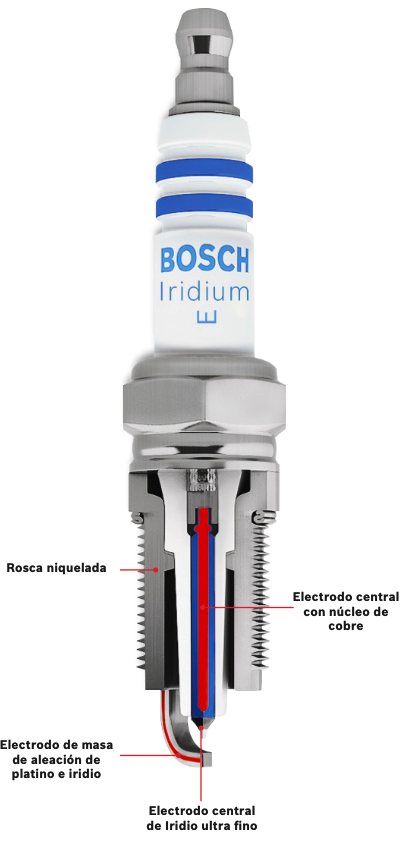 BOSCH
Iridium
E
Rosca niquelada
Electrodo central
con núcleo de
cobre
Electrodo de masa
de aleación de
platino e iridio
Electrodo central
de Iridio ultra fino